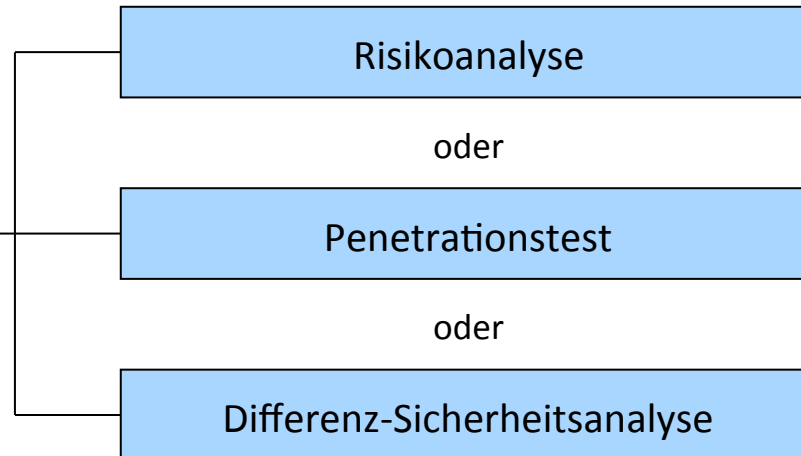 Risikoanalyse
oder
Penetrationstest
oder
Differenz-Sicherheitsanalyse